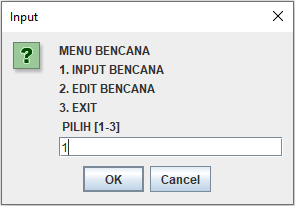 Input
MENU BENCANA
1. INPUT BENCANA
2. EDIT BENCANA
3. EXIT
PILIH [1-3]
1
OK Cancel